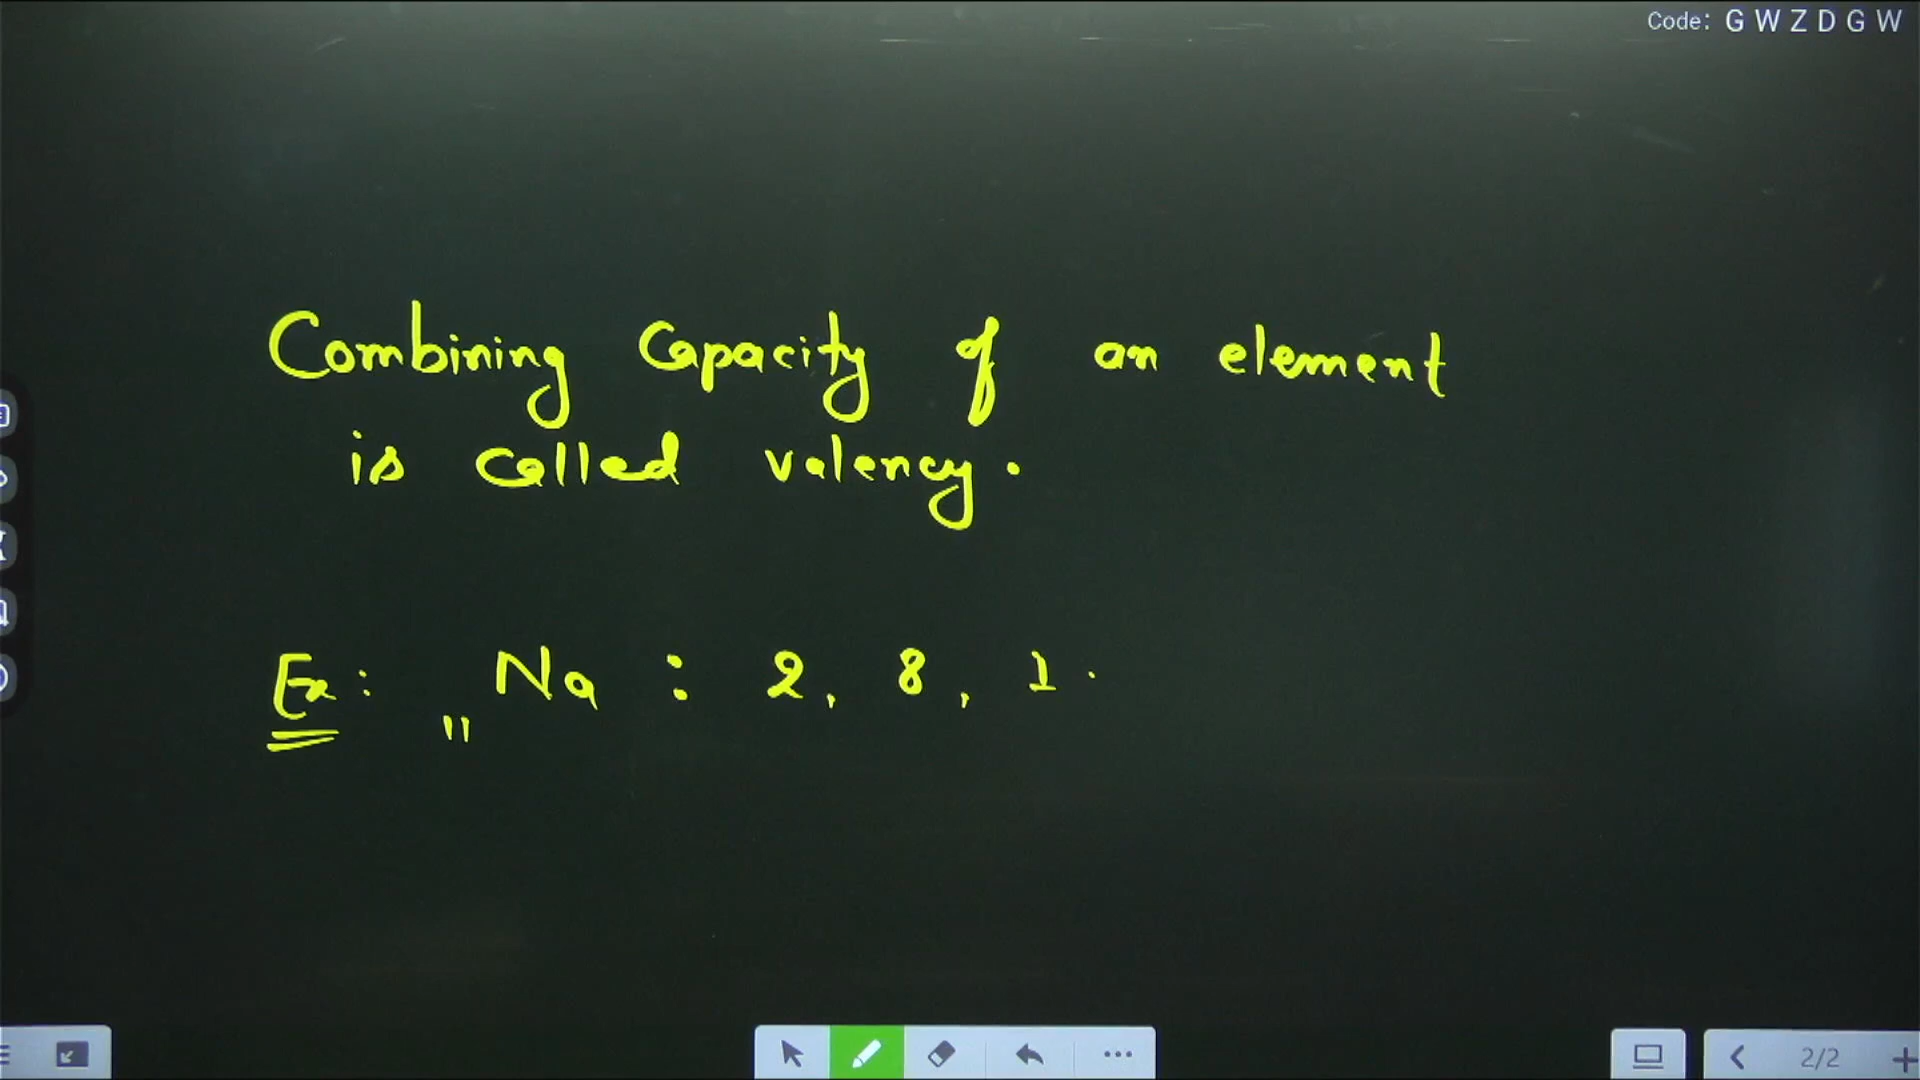 Code: G W Z D G W
Combining Capacity of an element
is called valency.
Ex: 11Na : 2, 8, 1.
2/2